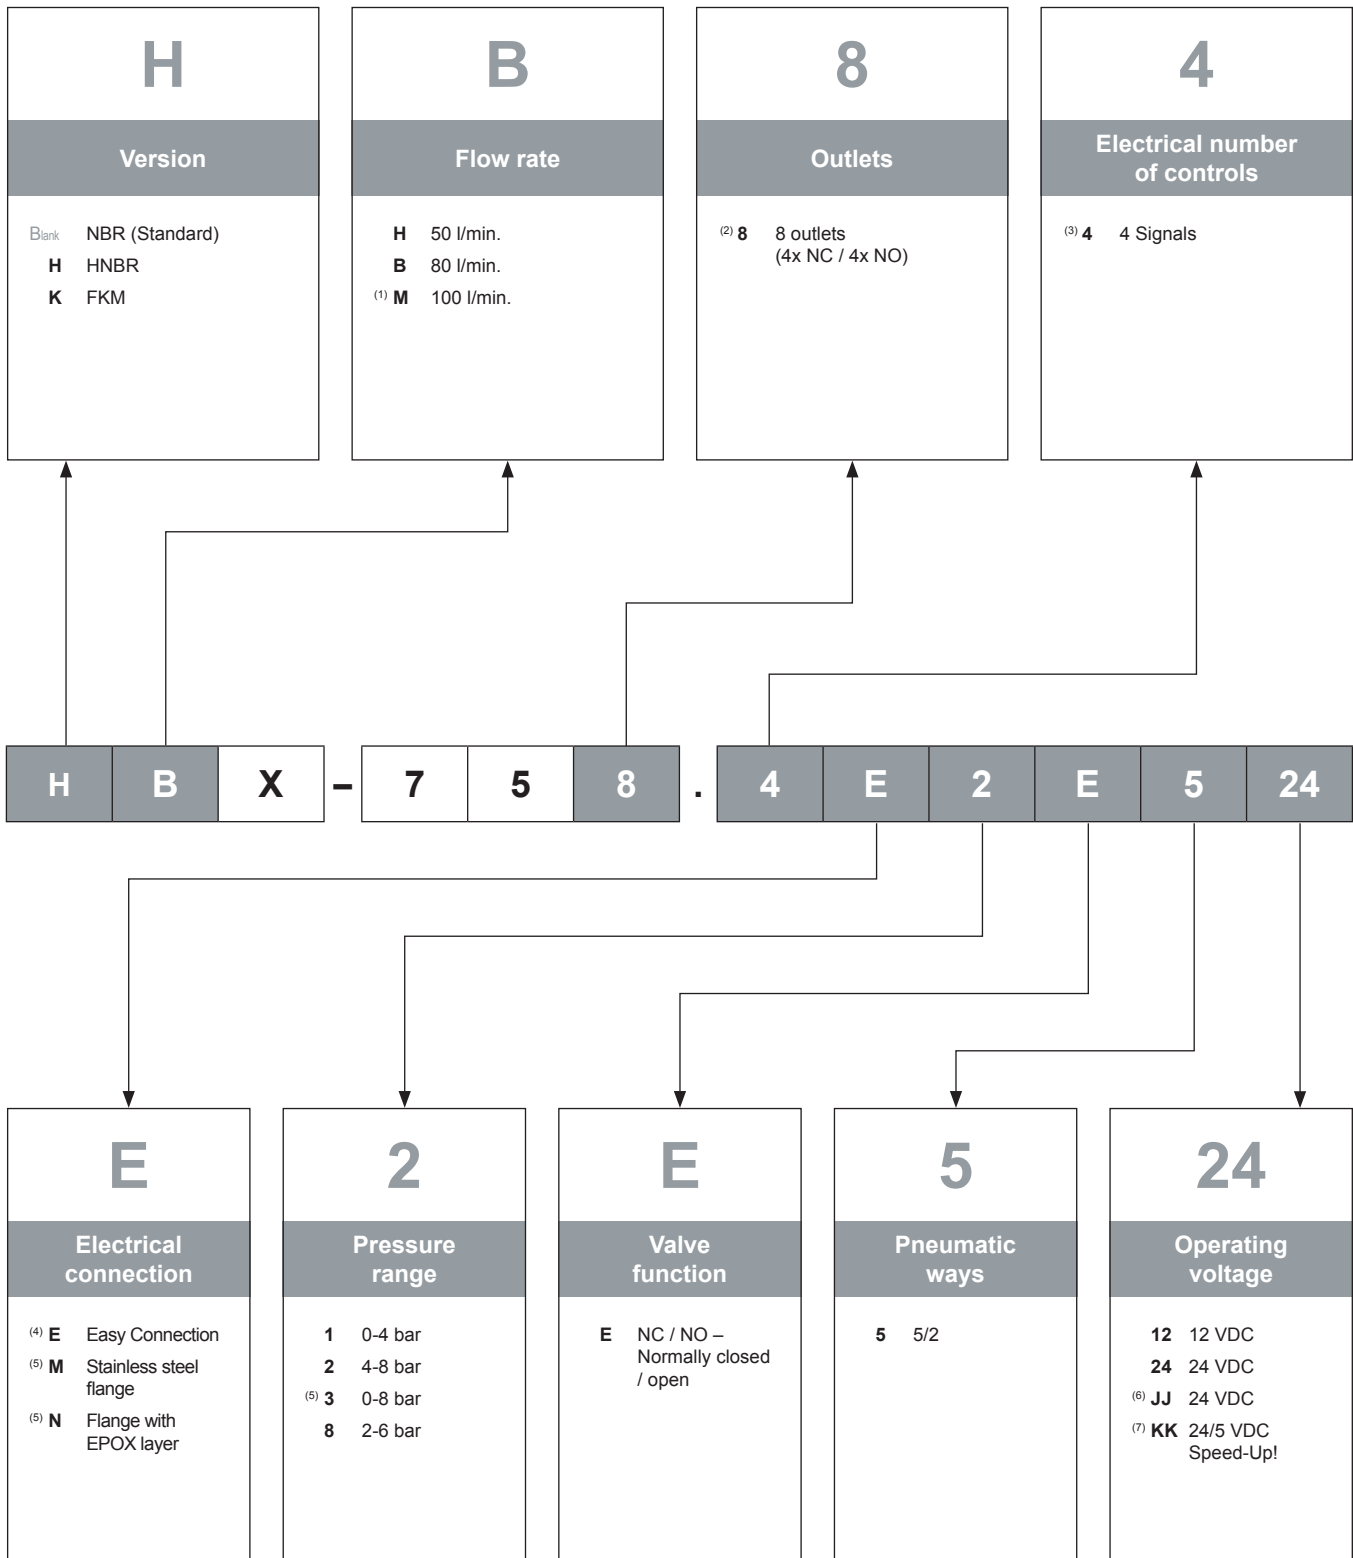 H
Version
Blank NBR (Standard)
H HNBR
K FKM
B
Flow rate
H 50 l/min.
B 80 l/min.
(1) M 100 l/min.
8
Outlets
(2) 8 8 outlets
(4x NC / 4x NO)
4
Electrical number
of controls
(3) 4 4 Signals
H B X – 7 5 8 . 4 E 2 E 5 24
E
Electrical
connection
(4) E Easy Connection
(5) M Stainless steel
flange
(5) N Flange with
EPOX layer
2
Pressure
range
1 0-4 bar
2 4-8 bar
(5) 3 0-8 bar
8 2-6 bar
E
Valve
function
E NC / NO –
Normally closed
/ open
5
Pneumatic
ways
5 5/2
24
Operating
voltage
12 12 VDC
24 24 VDC
(6) JJ 24 VDC
(7) KK 24/5 VDC
Speed-Up!